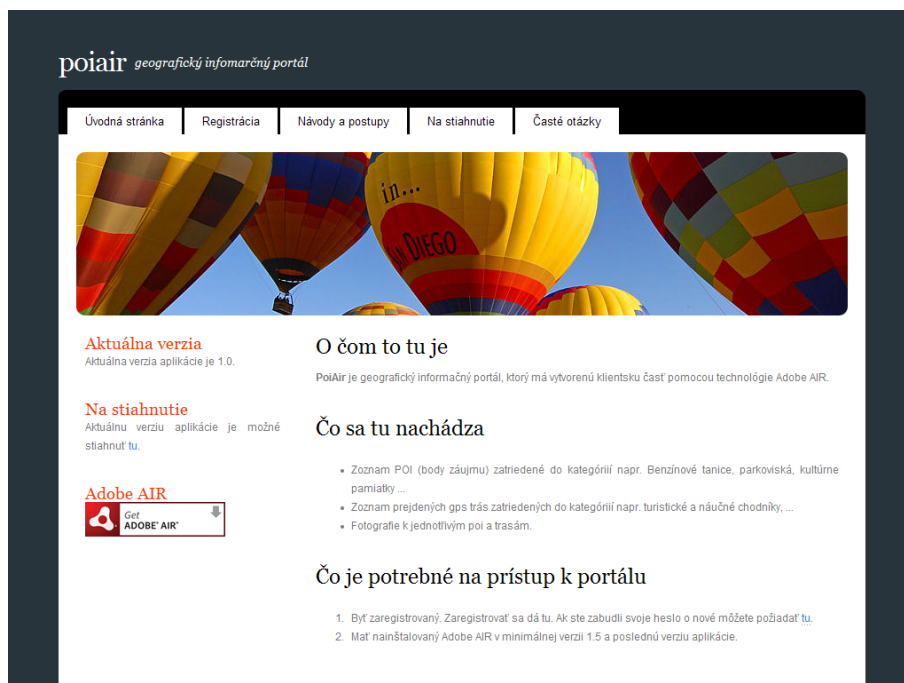 poiair geografický infomarčný portál
Úvodná stránka Registrácia Návody a postupy Na stiahnutie Časté otázky
in...
SAN DIEGO
Aktuálna verzia
Aktuálna verzia aplikácie je 1.0.
Na stiahnutie
Aktuálnu verziu aplikácie je možné
stiahnuť tu.
Adobe AIR
Get
ADOBE® AIR®
O čom to tu je
PoiAir je geografický informačný portál, ktorý má vytvorenú klientsku časť pomocou technológie Adobe AIR.
Čo sa tu nachádza
• Zoznam POI (body záujmu) zatriedené do kategóriií napr. Benzínové tanice, parkoviská, kultúrne
pamiatky ...
• Zoznam prejdených gps trás zatriedených do kategóriií napr. turistické a náučné chodníky, ...
• Fotografie k jednotlivým poi a trasám.
Čo je potrebné na prístup k portálu
1. Byť zaregistrovaný. Zaregistrovať sa dá tu. Ak ste zabudli svoje heslo o nové môžete požiadať tu.
2. Mať nainštalovaný Adobe AIR v minimálnej verzii 1.5 a poslednú verziu aplikácie.